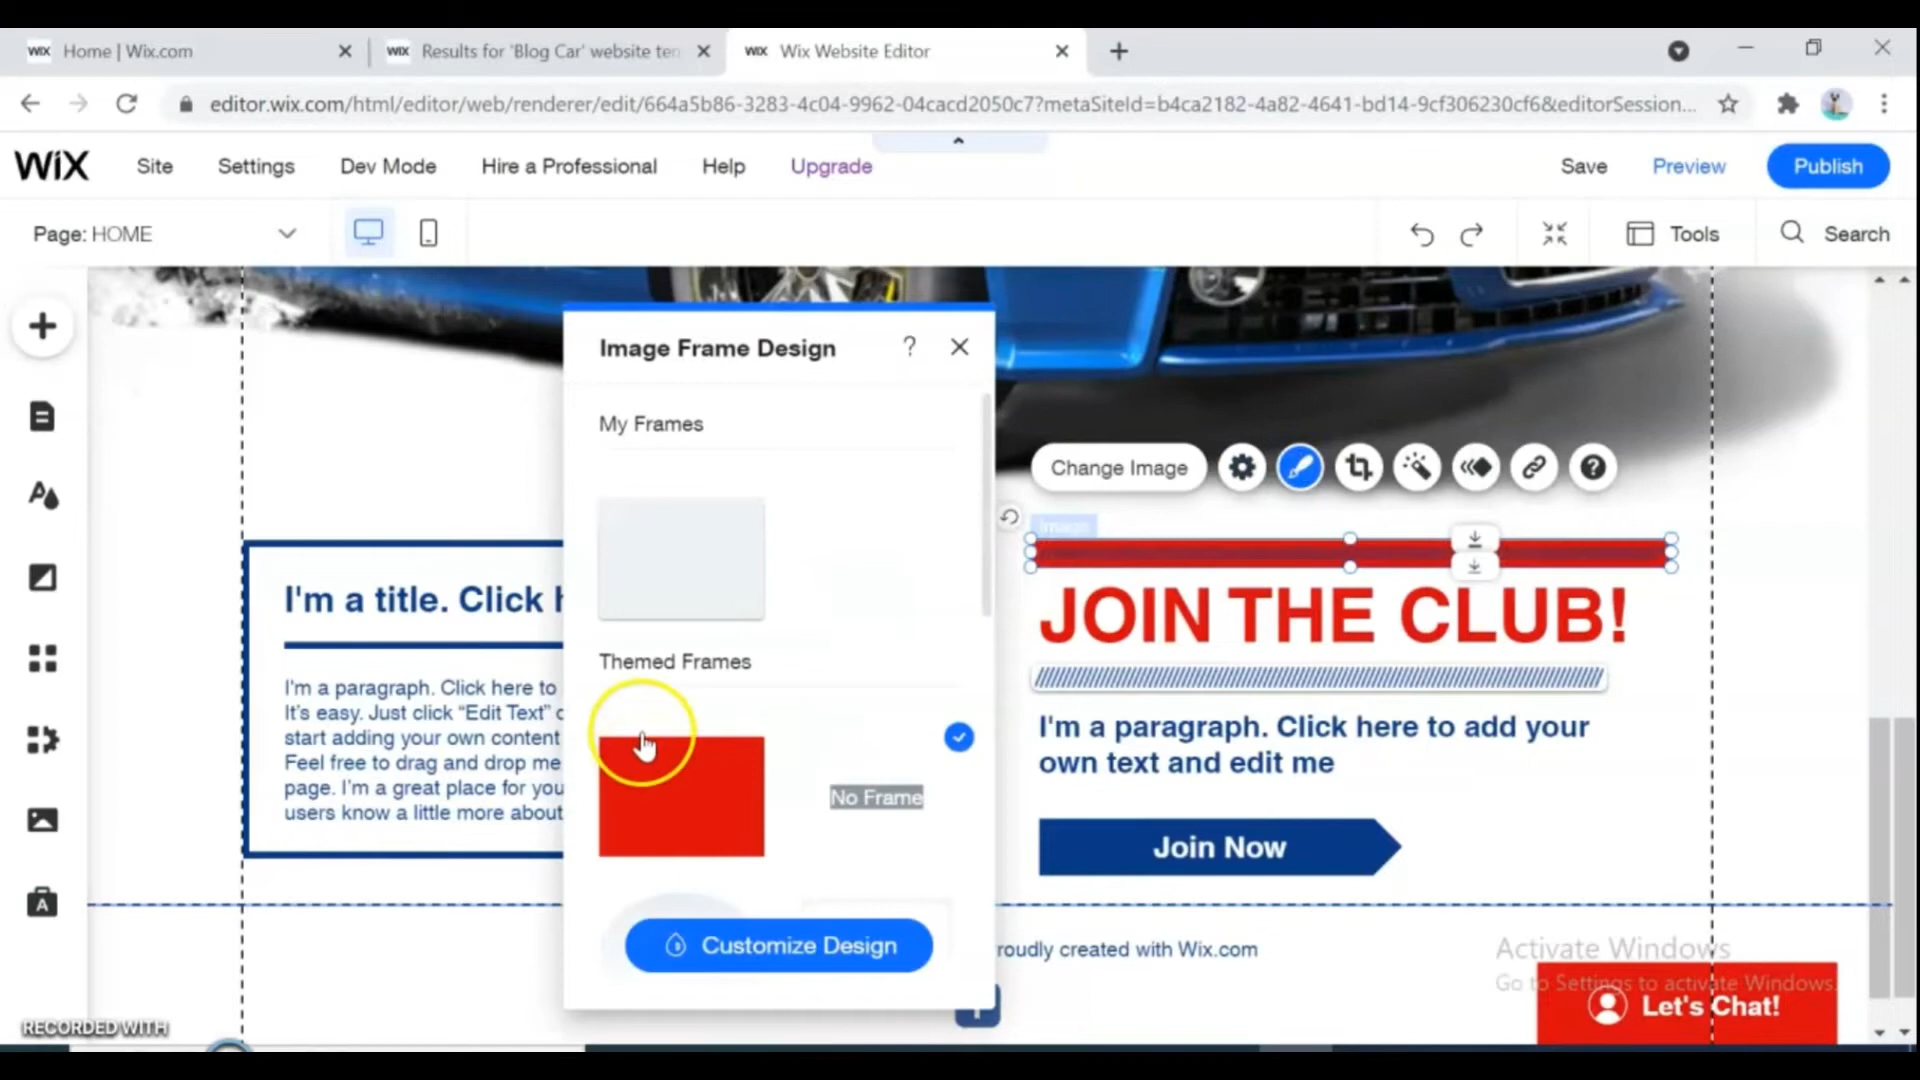 WiX Home | Wix.com
WiX Results for 'Blog Car' website ten
WiX Wix Website Editor
editor.wix.com/html/editor/web/renderer/edit/664a5b86-3283-4c04-9962-04cacd2050c7?metaSiteId=b4ca2182-4a82-4641-bd14-9cf306230cf6&editorSession...
WiX Site Settings Dev Mode Hire a Professional Help Upgrade Save Preview Publish
Page: HOME Tools Search
Image Frame Design ?
My Frames
Themed Frames
No Frame
Customize Design
Change Image
Image
I'm a title. Click h
I'm a paragraph. Click here to
It's easy. Just click “Edit Text” o
start adding your own content
Feel free to drag and drop me
page. I'm a great place for you
users know a little more about
JOIN THE CLUB!
I'm a paragraph. Click here to add your
own text and edit me
Join Now
roudly created with Wix.com
Activate Windows
Go to Settings to activate Windows.
Let's Chat!
RECORDED WITH